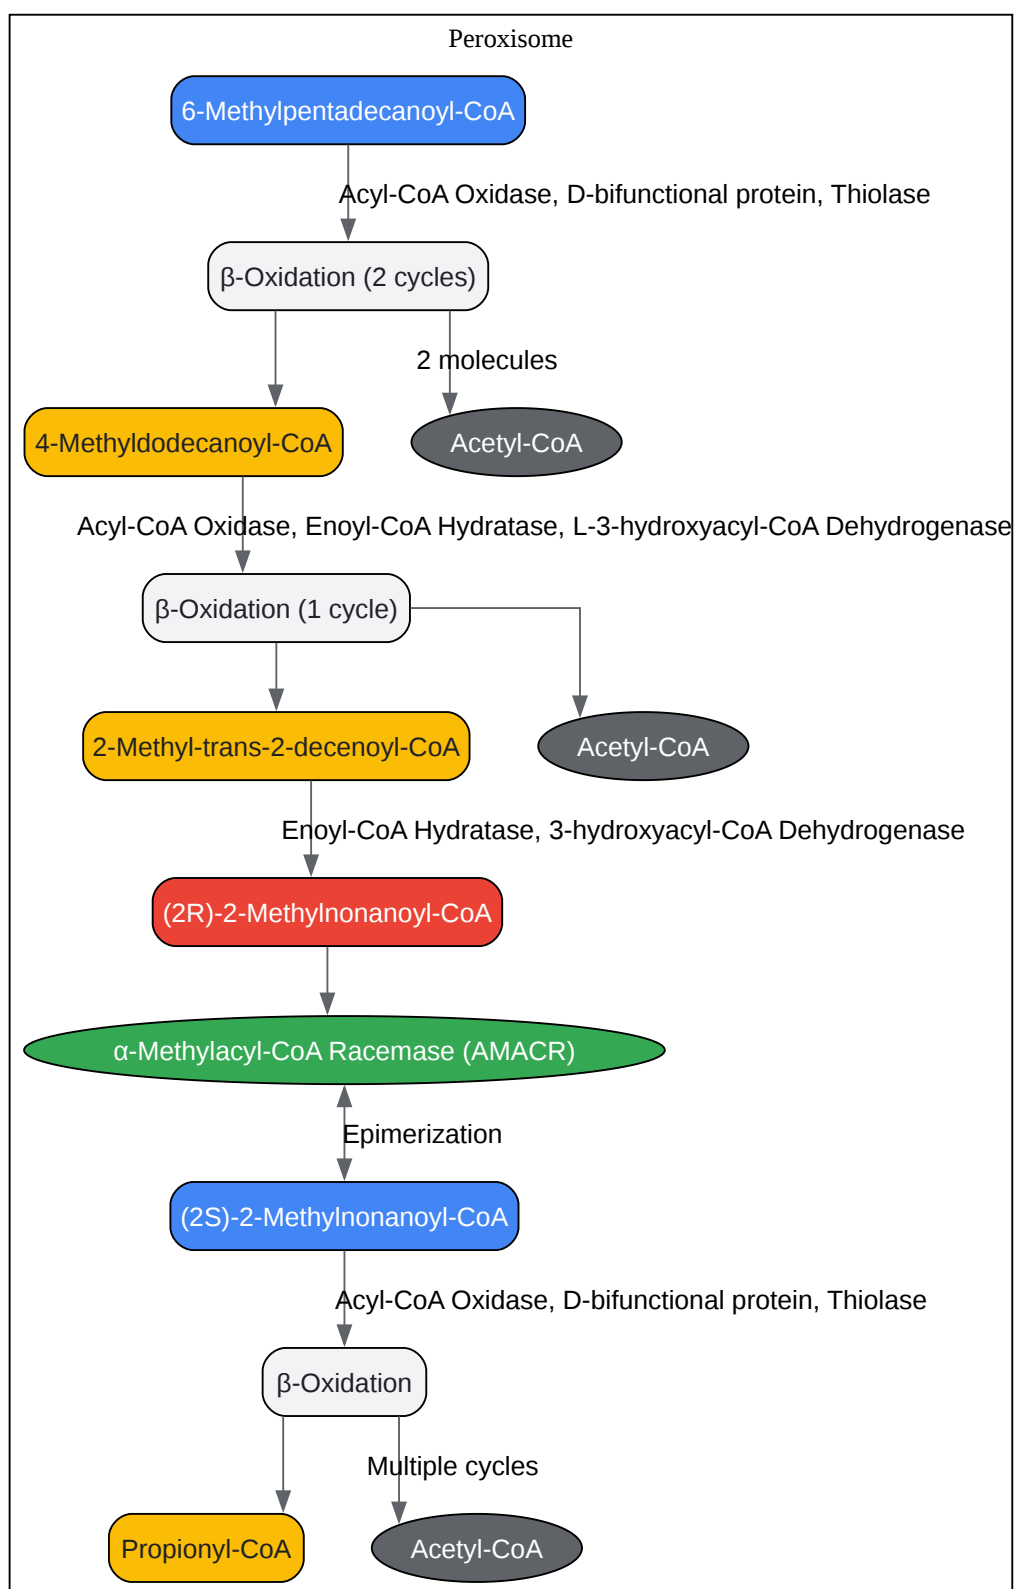 Peroxisome
6-Methylpentadecanoyl-CoA
Acyl-CoA Oxidase, D-bifunctional protein, Thiolase
β-Oxidation (2 cycles)
2 molecules
4-Methyldodecanoyl-CoA
Acetyl-CoA
Acyl-CoA Oxidase, Enoyl-CoA Hydratase, L-3-hydroxyacyl-CoA Dehydrogenase
β-Oxidation (1 cycle)
2-Methyl-trans-2-decenoyl-CoA
Acetyl-CoA
Enoyl-CoA Hydratase, 3-hydroxyacyl-CoA Dehydrogenase
(2R)-2-Methylnonanoyl-CoA
α-Methylacyl-CoA Racemase (AMACR)
Epimerization
(2S)-2-Methylnonanoyl-CoA
Acyl-CoA Oxidase, D-bifunctional protein, Thiolase
β-Oxidation
Multiple cycles
Propionyl-CoA
Acetyl-CoA